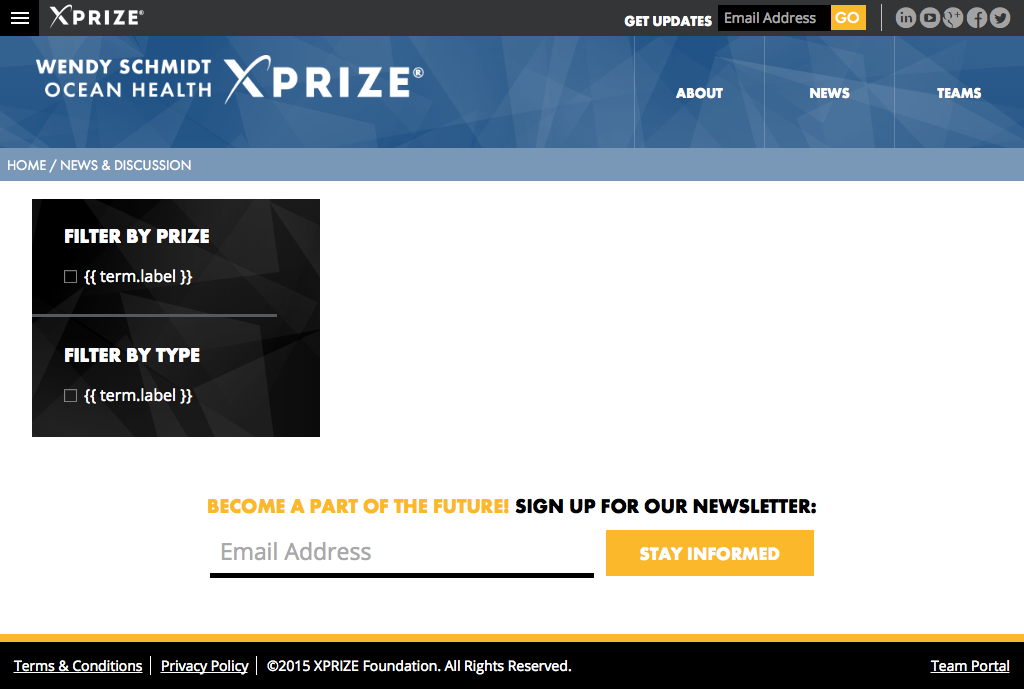 XPRIZE®
GET UPDATES Email Address GO
WENDY SCHMIDT
OCEAN HEALTH
XPRIZE®
ABOUT NEWS TEAMS
HOME / NEWS & DISCUSSION
FILTER BY PRIZE
{{ term.label }}
FILTER BY TYPE
{{ term.label }}
BECOME A PART OF THE FUTURE! SIGN UP FOR OUR NEWSLETTER:
Email Address STAY INFORMED
Terms & Conditions Privacy Policy ©2015 XPRIZE Foundation. All Rights Reserved. Team Portal